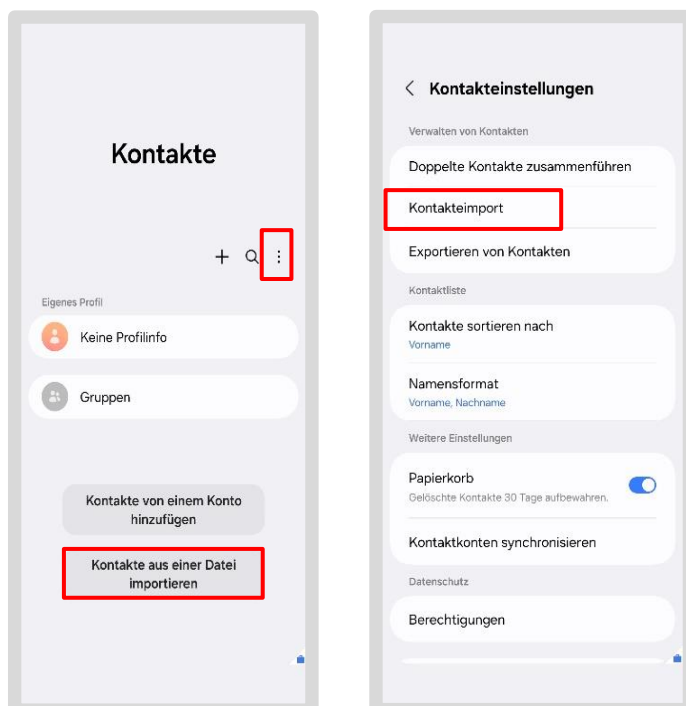 Kontakte
Eigenes Profil
Keine Profilinfo
Gruppen
Kontakte von einem Konto
hinzufügen
Kontakte aus einer Datei
importieren
Kontakteinstellungen
Verwalten von Kontakten
Doppelte Kontakte zusammenführen
Kontakteimport
Exportieren von Kontakten
Kontaktliste
Kontakte sortieren nach
Vorname
Namensformat
Vorname, Nachname
Weitere Einstellungen
Papierkorb
Gelöschte Kontakte 30 Tage aufbewahren.
Kontaktkonten synchronisieren
Datenschutz
Berechtigungen